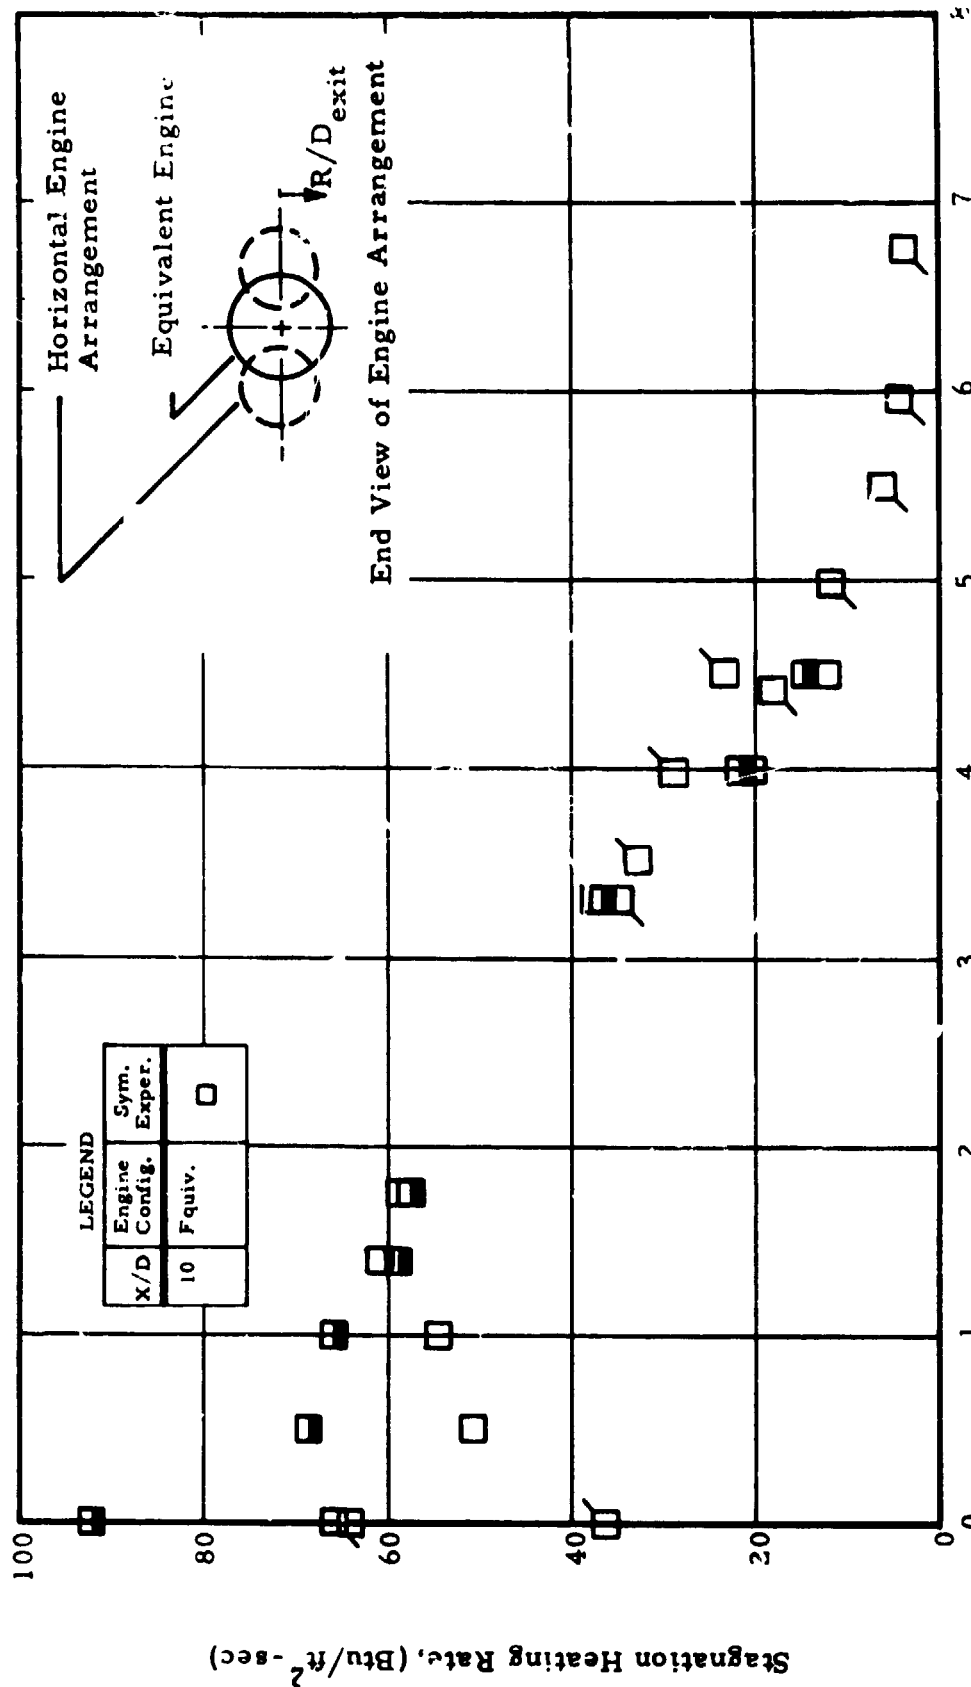 Stagnation Heating Rate, (Btu/ft²-sec)
100
80
60
40
20
0
0
1
2
3
4
5
6
7
LEGEND
X/D
Engine Config.
Sym. Exper.
10
Fquiv.
Horizontal Engine
Arrangement
Equivalent Engine
R/D exit
End View of Engine Arrangement